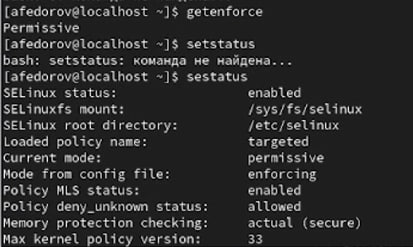 [afedorov@localhost ~]$ getenforce
Permissive
[afedorov@localhost ~]$ setstatus
bash: setstatus: команда не найдена...
[afedorov@localhost ~]$ sestatus
SELinux status:                 enabled
SELinuxfs mount:                /sys/fs/selinux
SELinux root directory:         /etc/selinux
Loaded policy name:             targeted
Current mode:                   permissive
Mode from config file:          enforcing
Policy MLS status:              enabled
Policy deny_unknown status:     allowed
Memory protection checking:     actual (secure)
Max kernel policy version:      33